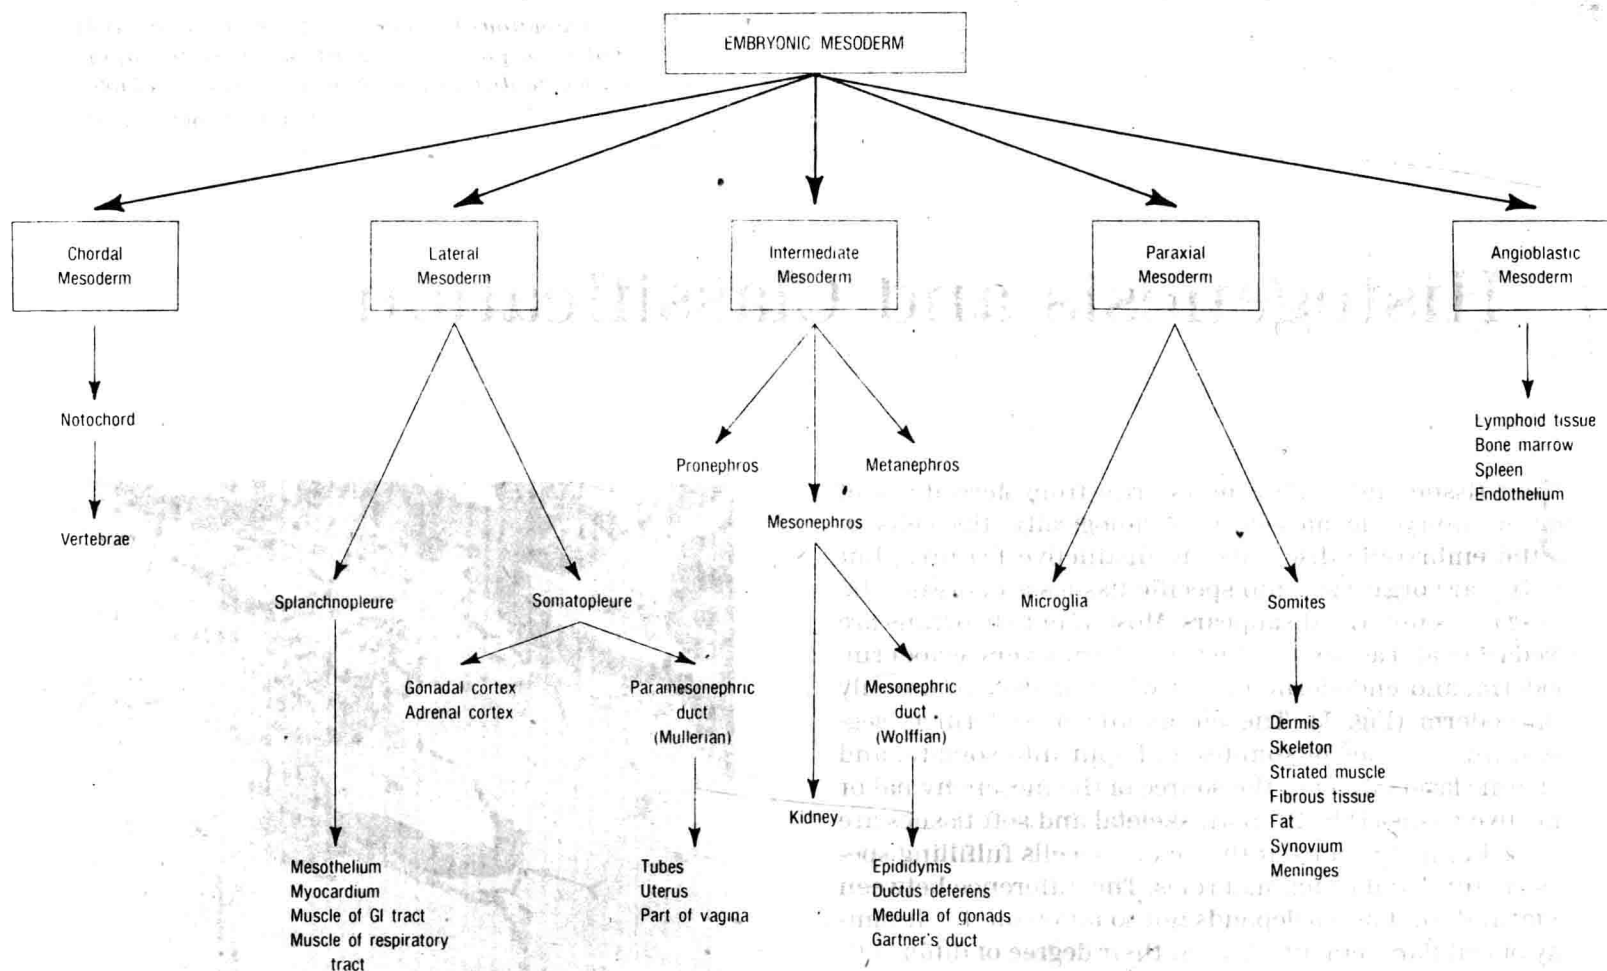 EMBRYONIC MESODERM
Chordal
Mesoderm
Lateral
Mesoderm
Intermediate
Mesoderm
Paraxial
Mesoderm
Angioblastic
Mesoderm
Notochord
Vertebrae
Splanchnopleure
Somatopleure
Gonadal cortex
Adrenal cortex
Paramesonephric
duct
(Mullerian)
Mesothelium
Myocardium
Muscle of GI tract
Muscle of respiratory
tract
Tubes
Uterus
Part of vagina
Pronephros
Metanephros
Mesonephros
Mesonephric
duct
(Wolffian)
Kidney
Epididymis
Ductus deferens
Medulla of gonads
Gartner's duct
Microglia
Somites
Dermis
Skeleton
Striated muscle
Fibrous tissue
Fat
Synovium
Meninges
Lymphoid tissue
Bone marrow
Spleen
Endothelium